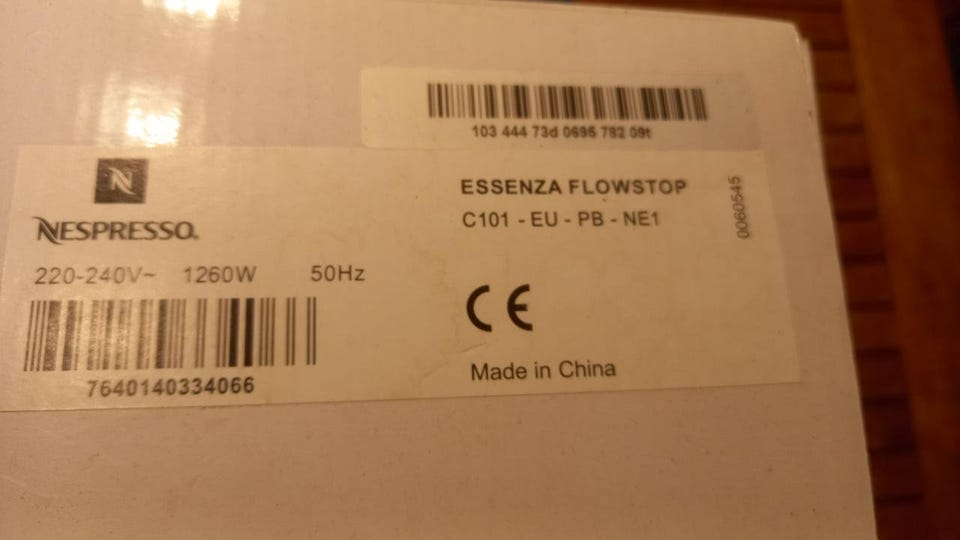 103 444 73d 0695 782 09t
N
NESPRESSO.
220-240V~ 1260W 50Hz
7640140334066
ESSENZA FLOWSTOP
C101 - EU - PB - NE1
0060545
CE
Made in China